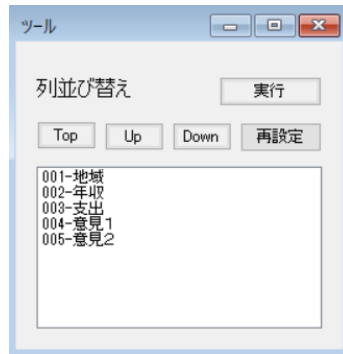 ツール
列並び替え
実行
Top Up Down 再設定
001-地域
002-年収
003-支出
004-意見1
005-意見2